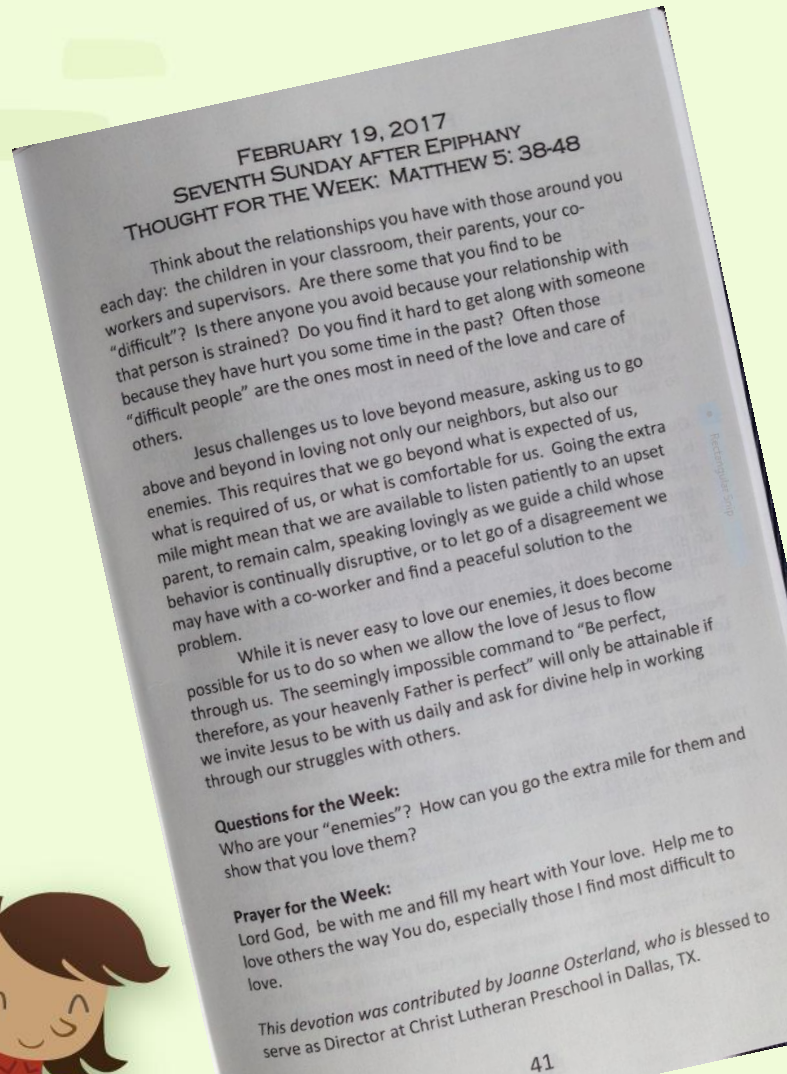 FEBRUARY 19, 2017
SEVENTH SUNDAY AFTER EPIPHANY
THOUGHT FOR THE WEEK: MATTHEW 5: 38-48
Think about the relationships you have with those around you
each day: the children in your classroom, their parents, your co-
workers and supervisors. Are there some that you find to be
“difficult”? Is there anyone you avoid because your relationship with
that person is strained? Do you find it hard to get along with someone
because they have hurt you some time in the past? Often those
“difficult people” are the ones most in need of the love and care of
others.
Jesus challenges us to love beyond measure, asking us to go
above and beyond in loving not only our neighbors, but also our
enemies. This requires that we go beyond what is expected of us,
what is required of us, or what is comfortable for us. Going the extra
mile might mean that we are available to listen patiently to an upset
parent, to remain calm, speaking lovingly as we guide a child whose
behavior is continually disruptive, or to let go of a disagreement we
may have with a co-worker and find a peaceful solution to the
problem.
While it is never easy to love our enemies, it does become
possible for us to do so when we allow the love of Jesus to flow
through us. The seemingly impossible command to “Be perfect,
therefore, as your heavenly Father is perfect” will only be attainable if
we invite Jesus to be with us daily and ask for divine help in working
through our struggles with others.
Questions for the Week:
Who are your “enemies”? How can you go the extra mile for them and
show that you love them?
Prayer for the Week:
Lord God, be with me and fill my heart with Your love. Help me to
love others the way You do, especially those I find most difficult to
love.
This devotion was contributed by Joanne Osterland, who is blessed to
serve as Director at Christ Lutheran Preschool in Dallas, TX.
41
Rectangular Snip